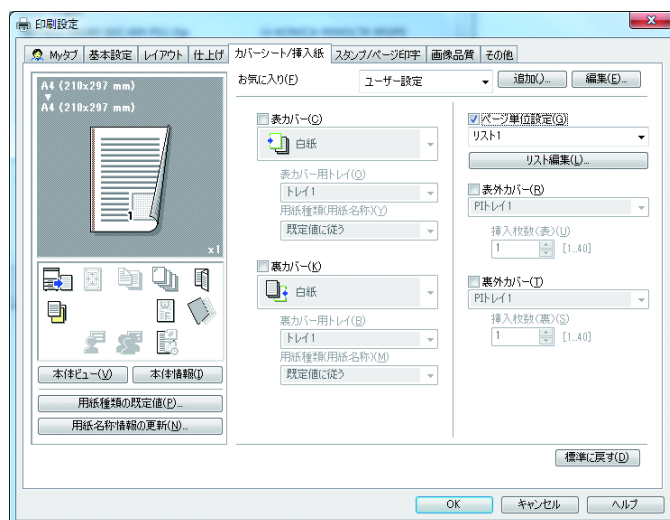 印刷設定
Myタブ 基本設定 レイアウト 仕上げ カバーシート/挿入紙 スタンプ/ページ印字 画像品質 その他
A4 (210x297 mm)
A4 (210x297 mm)
1
x1
本体ビュー(V) 本体情報(I)
用紙種類の既定値(P)...
用紙名称情報の更新(N)...
お気に入り(F) ユーザー設定 追加(.)... 編集(E)...
表カバー(C)
白紙
表カバー用トレイ(O)
トレイ1
用紙種類(用紙名称)(Y)
既定値に従う
裏カバー(K)
白紙
裏カバー用トレイ(B)
トレイ1
用紙種類(用紙名称)(M)
既定値に従う
ページ単位設定(G)
リスト1
リスト編集(L)...
表外カバー(R)
PIトレイ1
挿入枚数(表)(U)
1 [1..40]
裏外カバー(T)
PIトレイ1
挿入枚数(裏)(S)
1 [1..40]
標準に戻す(D)
OK キャンセル ヘルプ